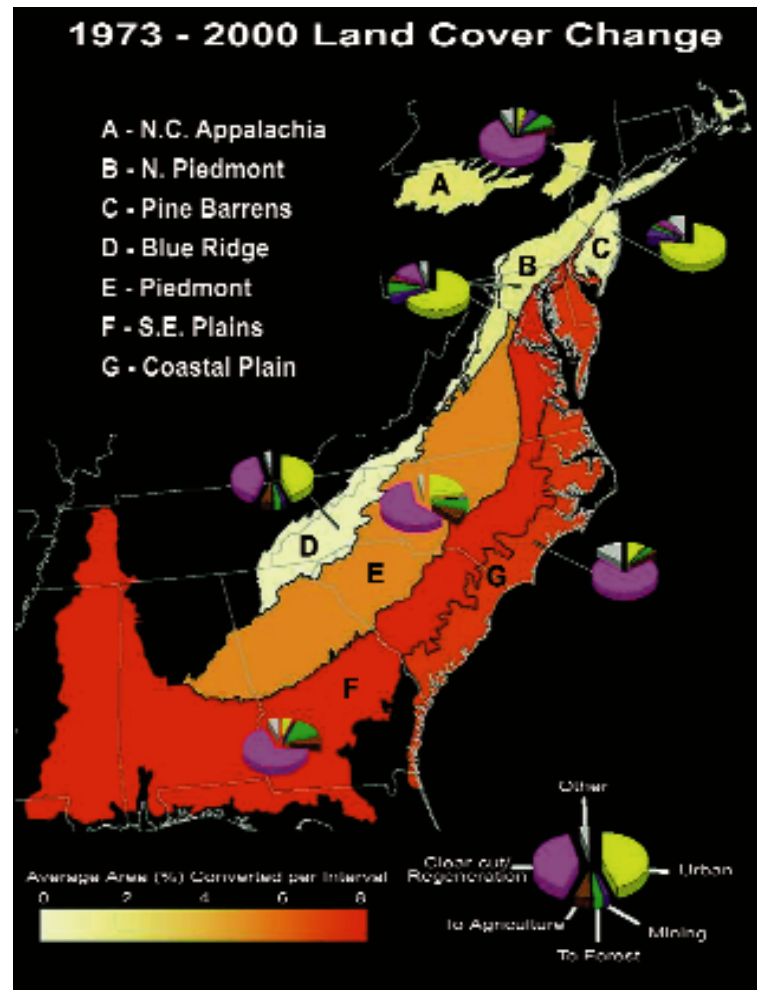 1973 - 2000 Land Cover Change
A - N.C. Appalachia
B - N. Piedmont
C - Pine Barrens
D - Blue Ridge
E - Piedmont
F - S.E. Plains
G - Coastal Plain
A
B
C
D
E
G
F
Other
Clear cut/
Regeneration
Urban
To Agriculture
Mining
To Forest
Average Area (%) Converted per Interval
0 2 4 6 8